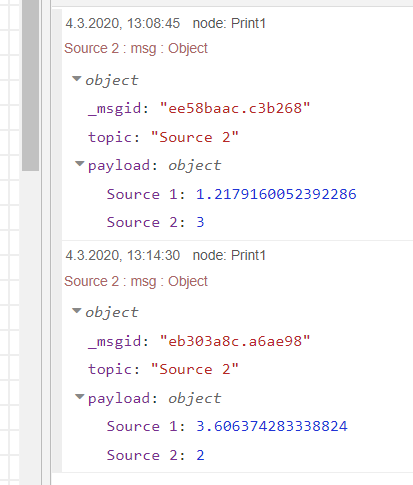 4.3.2020, 13:08:45 node: Print1
Source 2 : msg : Object
object
_msgid: "ee58baac.c3b268"
topic: "Source 2"
payload: object
Source 1: 1.2179160052392286
Source 2: 3
4.3.2020, 13:14:30 node: Print1
Source 2 : msg : Object
object
_msgid: "eb303a8c.a6ae98"
topic: "Source 2"
payload: object
Source 1: 3.606374283338824
Source 2: 2